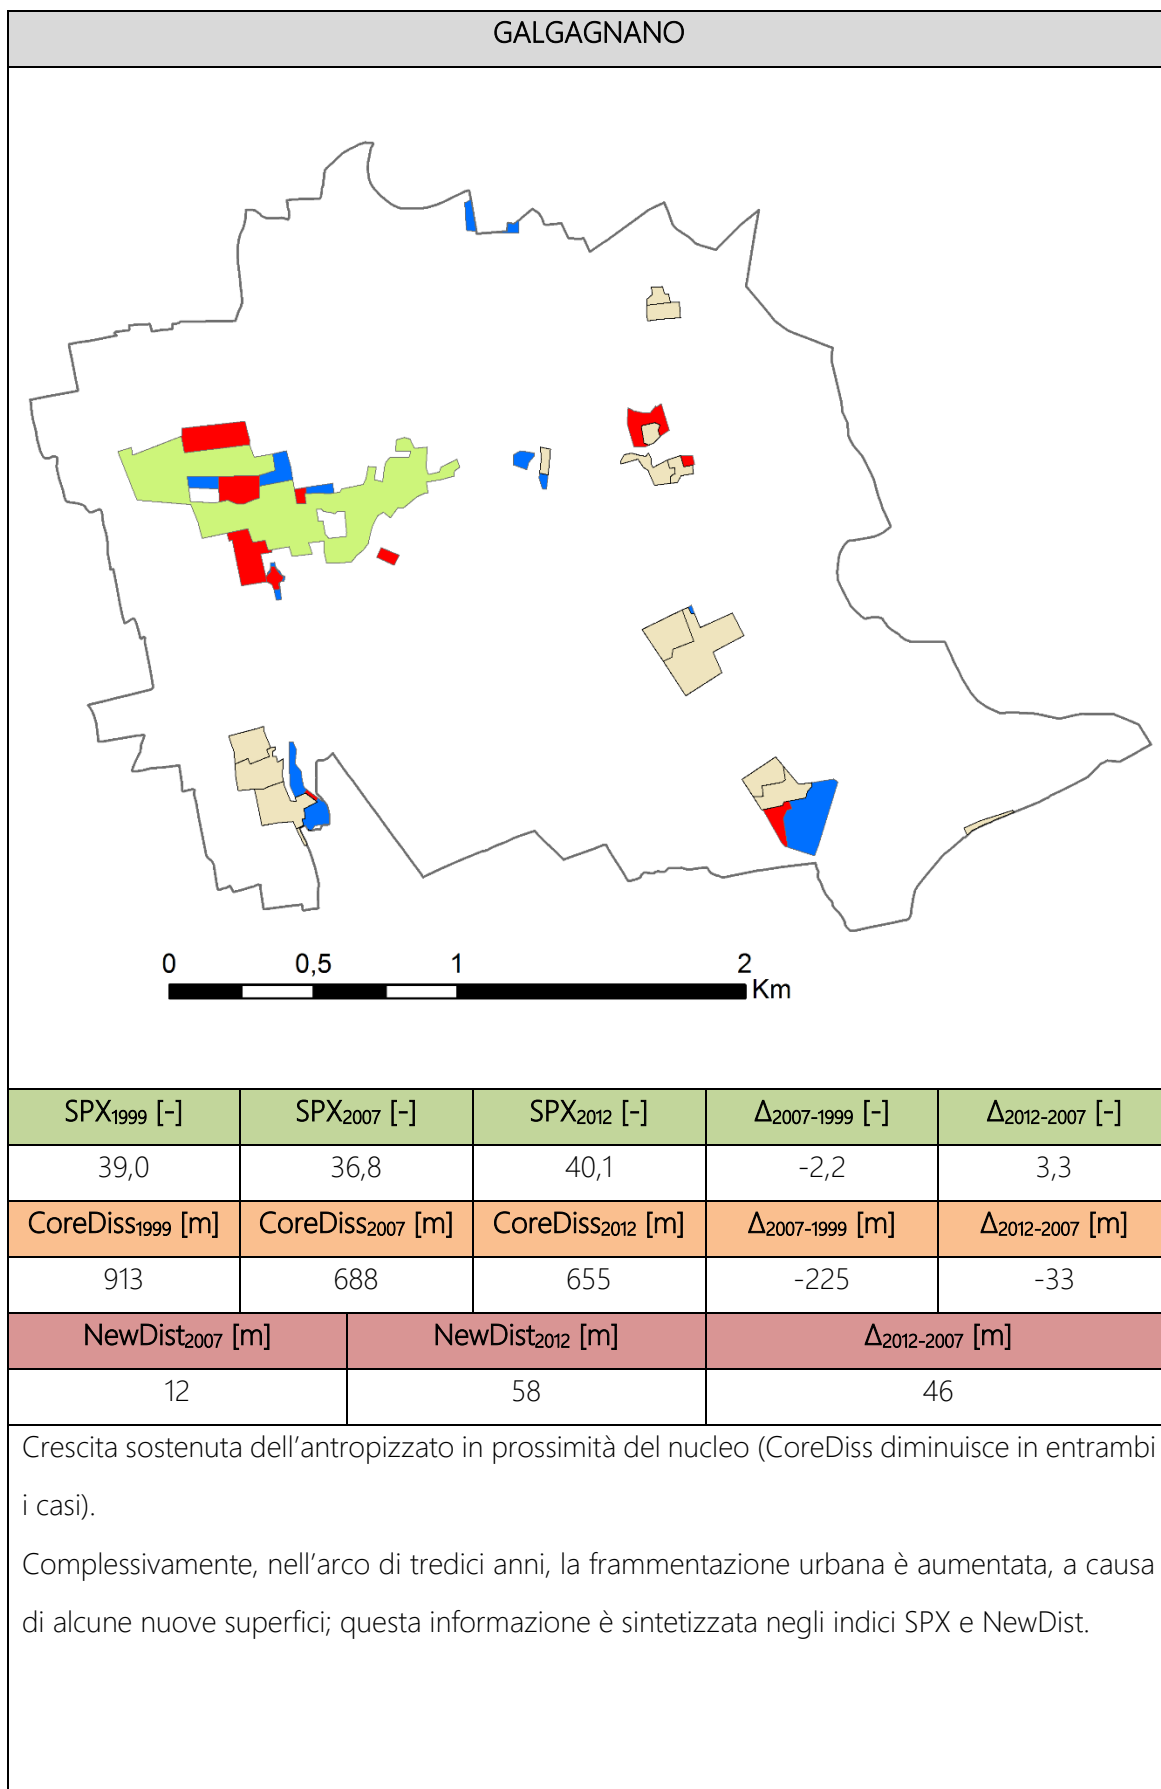 GALGAGNANO
0 0,5 1 2
Km
SPX1999 [-] SPX2007 [-] SPX2012 [-] Δ2007-1999 [-] Δ2012-2007 [-]
39,0 36,8 40,1 -2,2 3,3
CoreDiss1999 [m] CoreDiss2007 [m] CoreDiss2012 [m] Δ2007-1999 [m] Δ2012-2007 [m]
913 688 655 -225 -33
NewDist2007 [m] NewDist2012 [m] Δ2012-2007 [m]
12 58 46
Crescita sostenuta dell’antropizzato in prossimità del nucleo (CoreDiss diminuisce in entrambi
i casi).
Complessivamente, nell’arco di tredici anni, la frammentazione urbana è aumentata, a causa
di alcune nuove superfici; questa informazione è sintetizzata negli indici SPX e NewDist.